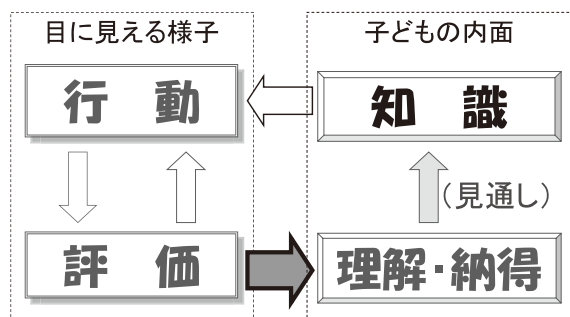 目に見える様子
子どもの内面
行 動
知 識
(見通し)
評 価
理解・納得